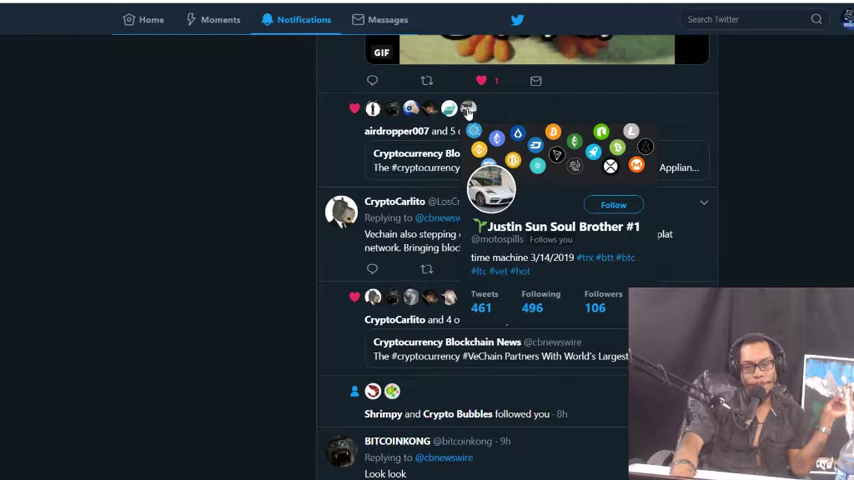 Home
Moments
Notifications
Messages
Search Twitter
GIF
1
airdropper007 and 5 o
Cryptocurrency Blo
The #cryptocurrency
Applian...
Follow
🌱Justin Sun Soul Brother #1
@motospills Follows you
time machine 3/14/2019 #trx #btt #btc
#ltc #vet #hot
Tweets Following Followers
461 496 106
CryptoCarlito @LosCr
Replying to @cbnewsw
Vechain also stepping
plat
network. Bringing bloc
CryptoCarlito and 4 o
Cryptocurrency Blockchain News @cbnewswire
The #cryptocurrency #VeChain Partners With World's Largest
Shrimpy and Crypto Bubbles followed you · 8h
BITCOINKONG @bitcoinkong · 9h
Replying to @cbnewswire
Look look